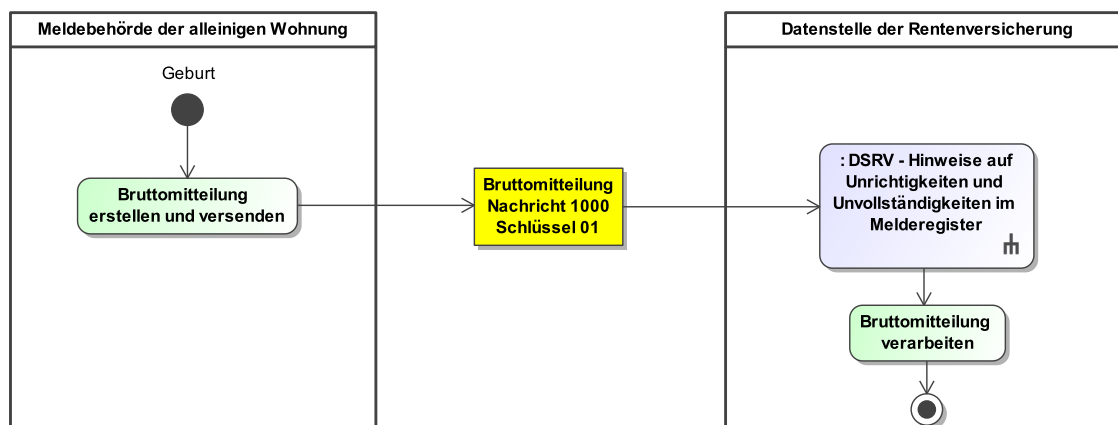 Meldebehörde der alleinigen Wohnung
Geburt
Bruttomitteilung
erstellen und versenden
Bruttomitteilung
Nachricht 1000
Schlüssel 01
Datenstelle der Rentenversicherung
: DSRV - Hinweise auf
Unrichtigkeiten und
Unvollständigkeiten im
Melderegister
Bruttomitteilung
verarbeiten